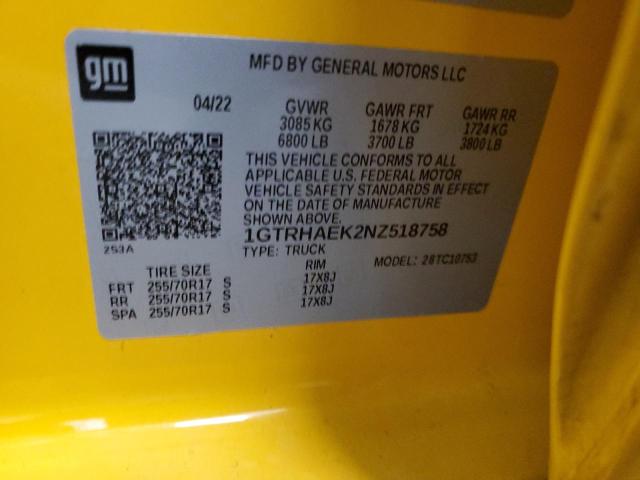 gm
MFD BY GENERAL MOTORS LLC
04/22 GVWR GAWR FRT GAWR RR
3085 KG 1678 KG 1724 KG
6800 LB 3700 LB 3800 LB
THIS VEHICLE CONFORMS TO ALL
APPLICABLE U.S. FEDERAL MOTOR
VEHICLE SAFETY STANDARDS IN EFFECT
ON THE DATE OF MANUFACTURE
SHOWN ABOVE.
1GTRHAEK2NZ518758
253A
TYPE: TRUCK MODEL: 28TC10753
TIRE SIZE RIM
FRT 255/70R17 S 17X8J
RR 255/70R17 S 17X8J
SPA 255/70R17 S 17X8J